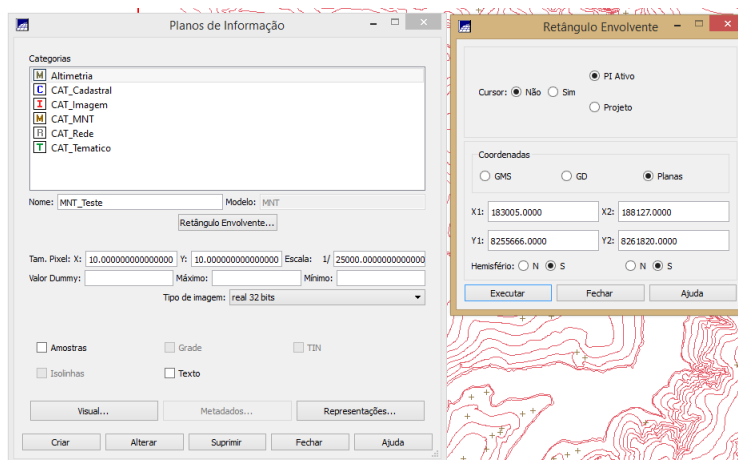 Planos de Informação
Categorias
M Altimetria
C CAT_Cadastral
I CAT_Imagem
M CAT_MNT
R CAT_Rede
T CAT_Tematico
Nome: MNT_Teste Modelo: MNT
Retângulo Envolvente...
Tam. Pixel: X: 10.000000000000000 Y: 10.000000000000000 Escala: 1/ 25000.0000000000000
Valor Dummy: Máximo: Mínimo:
Tipo de imagem: real 32 bits
Amostras Grade TIN
Isolinhas Texto
Visual... Metadados... Representações...
Criar Alterar Suprimir Fechar Ajuda
Retângulo Envolvente
PI Ativo
Cursor: Não Sim
Projeto
Coordenadas
GMS GD Planas
X1: 183005.0000 X2: 188127.0000
Y1: 8255666.0000 Y2: 8261820.0000
Hemisfério: N S N S
Executar Fechar Ajuda